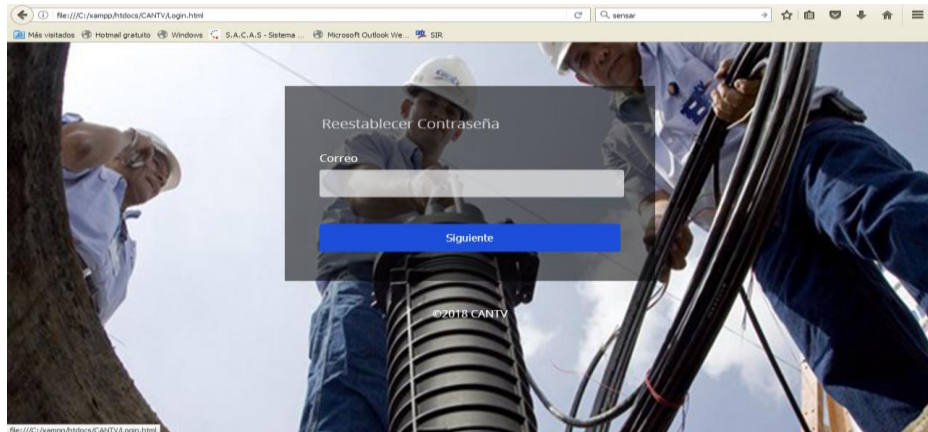 file:///C:/xampp/htdocs/CANTV/Login.html
sensar
Más visitados Hotmail gratuito Windows S.A.C.A.S - Sistema ... Microsoft Outlook We... SIR
Reestablecer Contraseña
Correo
Siguiente
©2018 CANTV
file:///C:/xampp/htdocs/CANTV/Login.html